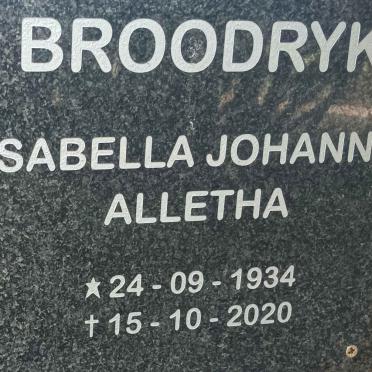 BROODRYK
SABELLA JOHANN
ALLETHA
★ 24 - 09 - 1934
† 15 - 10 - 2020